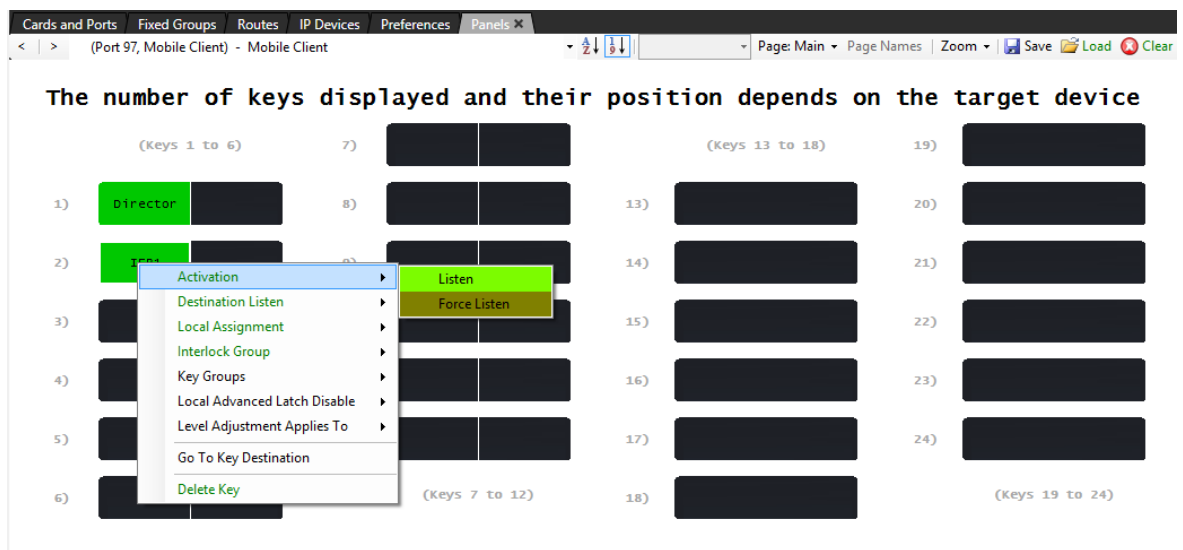 Cards and Ports Fixed Groups Routes IP Devices Preferences Panels
< > (Port 97, Mobile Client) - Mobile Client Page: Main Page Names Zoom Save Load Clear
The number of keys displayed and their position depends on the target device
(Keys 1 to 6) 7) (Keys 13 to 18) 19)
1) Director 8) 13) 20)
2) 14) 21)
Activation Listen
Destination Listen Force Listen
3) Local Assignment 15) 22)
Interlock Group
4) Key Groups 16) 23)
Local Advanced Latch Disable
5) Level Adjustment Applies To 17) 24)
Go To Key Destination
6) Delete Key (Keys 7 to 12) 18) (Keys 19 to 24)